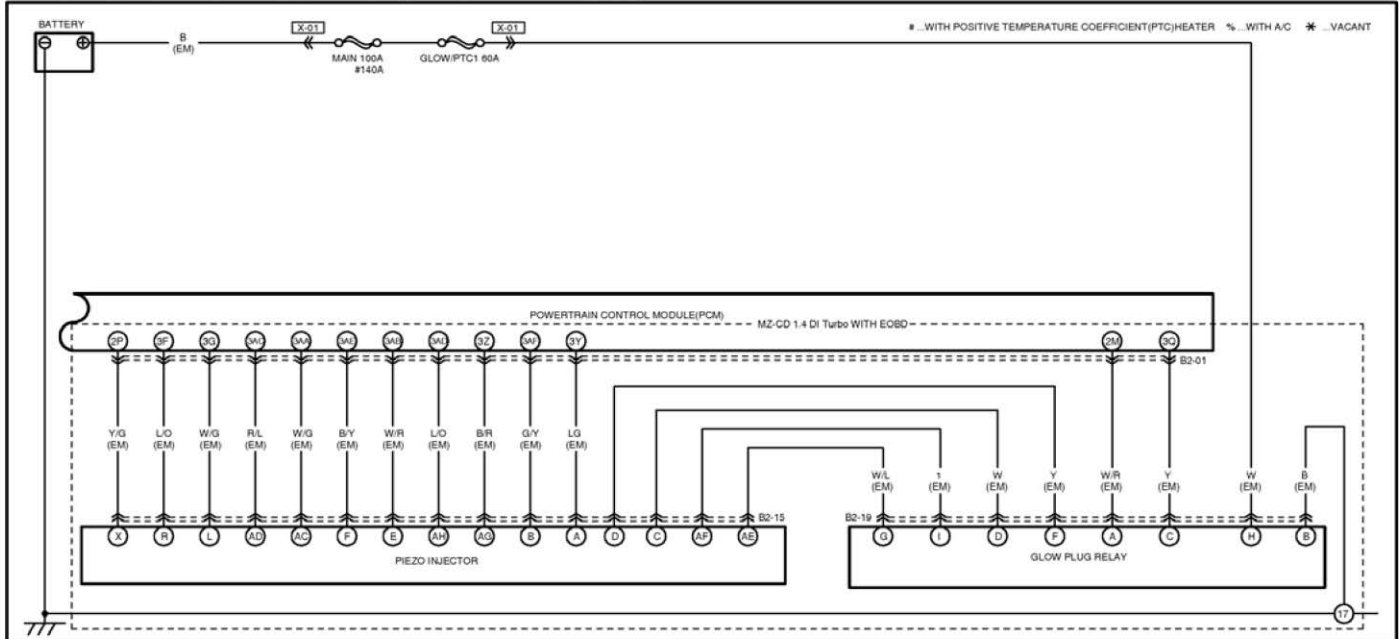 BATTERY
B
(EM)
X-01
X-01
MAIN 100A
#140A
GLOW/PTC1 60A
# ...WITH POSITIVE TEMPERATURE COEFFICIENT(PTC)HEATER % ...WITH A/C * ...VACANT
POWERTRAIN CONTROL MODULE(PCM)
MZ-CD 1.4 DI Turbo WITH EOBD
2P 3F 3G 3AC 3AA 3AE 3AB 3AD 3Z 3AF 3Y 2M 3Q
B2-01
Y/G L/O W/G R/L W/G B/Y W/R L/O B/R G/Y LG
(EM) (EM) (EM) (EM) (EM) (EM) (EM) (EM) (EM) (EM) (EM)
W/L 1 W Y W/R Y W B
(EM) (EM) (EM) (EM) (EM) (EM) (EM) (EM)
B2-15
B2-19
X R L AD AC F E AH AG B A D C AF AE
G I D F A C H B
PIEZO INJECTOR
GLOW PLUG RELAY
17